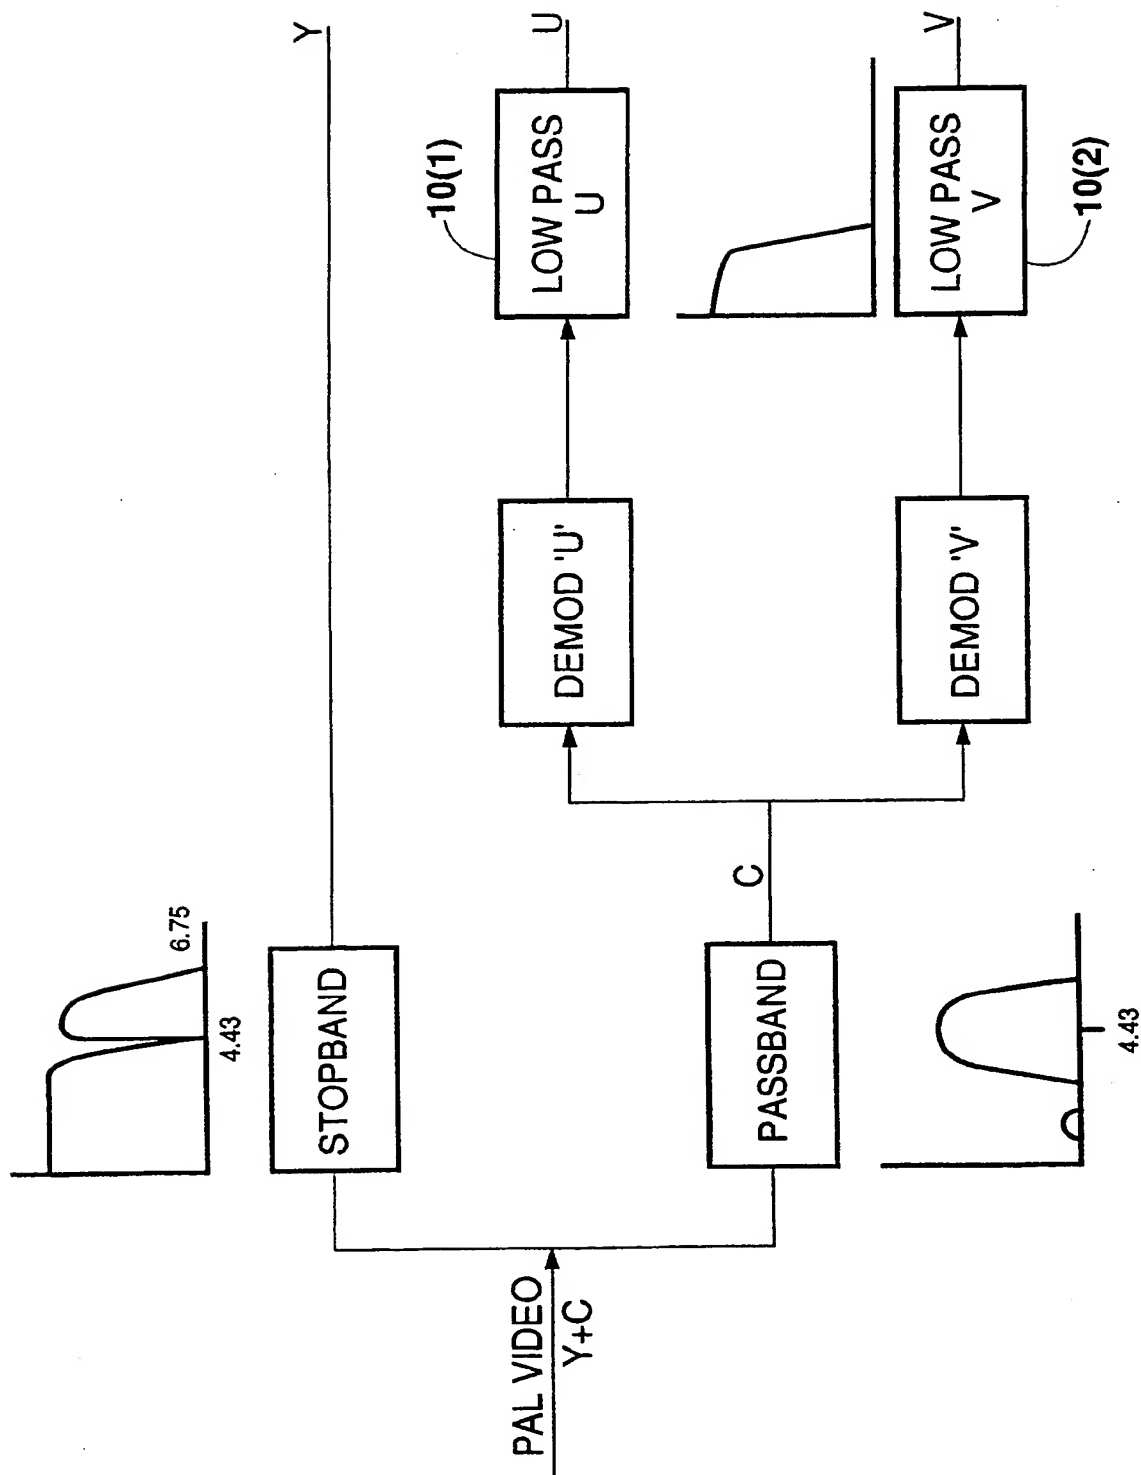 PAL VIDEO
Y+C
6.75
4.43
STOPBAND
Y
PASSBAND
4.43
C
DEMOD 'U'
LOW PASS
U
10(1)
U
DEMOD 'V'
LOW PASS
V
10(2)
V